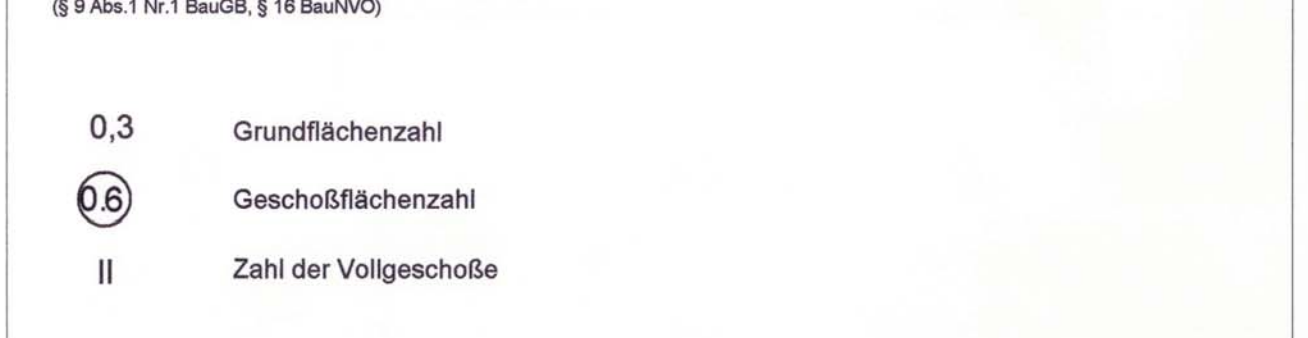 (§ 9 Abs.1 Nr.1 BauGB, § 16 BauNVO)
0,3 Grundflächenzahl
0.6 Geschoßflächenzahl
II Zahl der Vollgeschoße